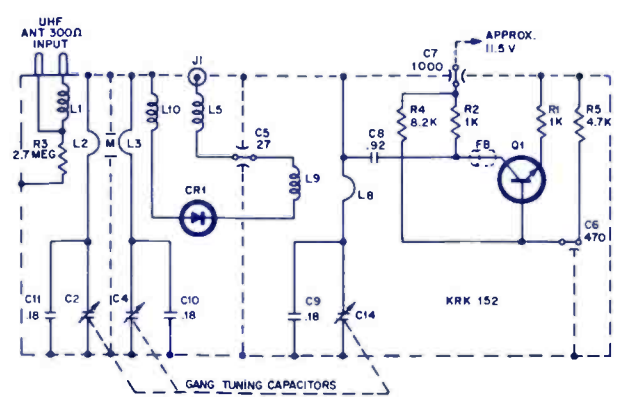 UHF
ANT 300Ω
INPUT
J1
C7
1000
APPROX.
11.5 V
L1
L10
L5
R4
8.2K
R2
1K
R1
1K
R5
4.7K
R3
2.7 MEG
L2
M
L3
C5
27
C8
.92
FB
Q1
L9
L8
CR1
C6
470
C11
.18
C2
C4
C10
.18
C9
.18
C14
KRK 152
GANG TUNING CAPACITORS